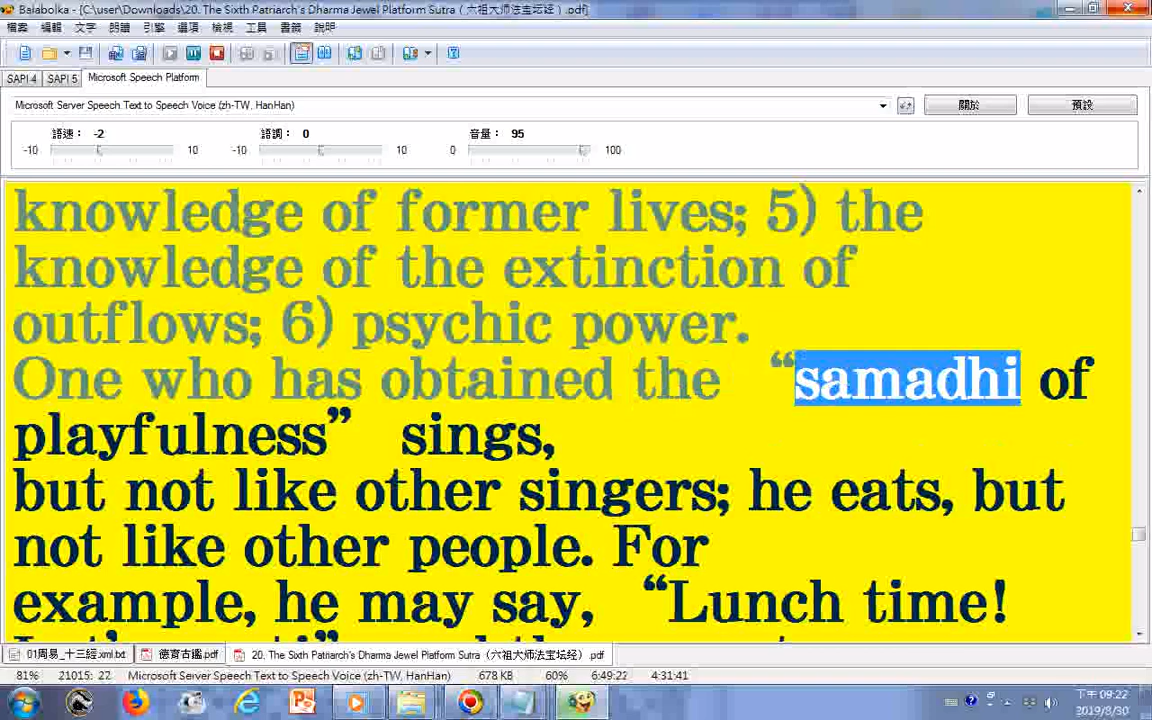 Balabolka - [C:\user\Downloads\20. The Sixth Patriarch's Dharma Jewel Platform Sutra（六祖大师法宝坛经）.pdf]
檔案 編輯 文字 朗讀 引擎 選項 檢視 工具 書籤 說明
SAPI 4 SAPI 5 Microsoft Speech Platform
Microsoft Server Speech Text to Speech Voice (zh-TW, HanHan) 關於 預設
語速： -2 語調： 0 音量： 95
-10 10 -10 10 0 100
knowledge of former lives; 5) the
knowledge of the extinction of
outflows; 6) psychic power.
One who has obtained the “samadhi of
playfulness” sings,
but not like other singers; he eats, but
not like other people. For
example, he may say, “Lunch time!
01周易_十三經.xml.txt 德育古鑑.pdf 20. The Sixth Patriarch's Dharma Jewel Platform Sutra（六祖大师法宝坛经）.pdf
81% 21015: 22 Microsoft Server Speech Text to Speech Voice (zh-TW, HanHan) 678 KB 60% 6:49:22 4:31:41
下午 09:22
2019/8/30